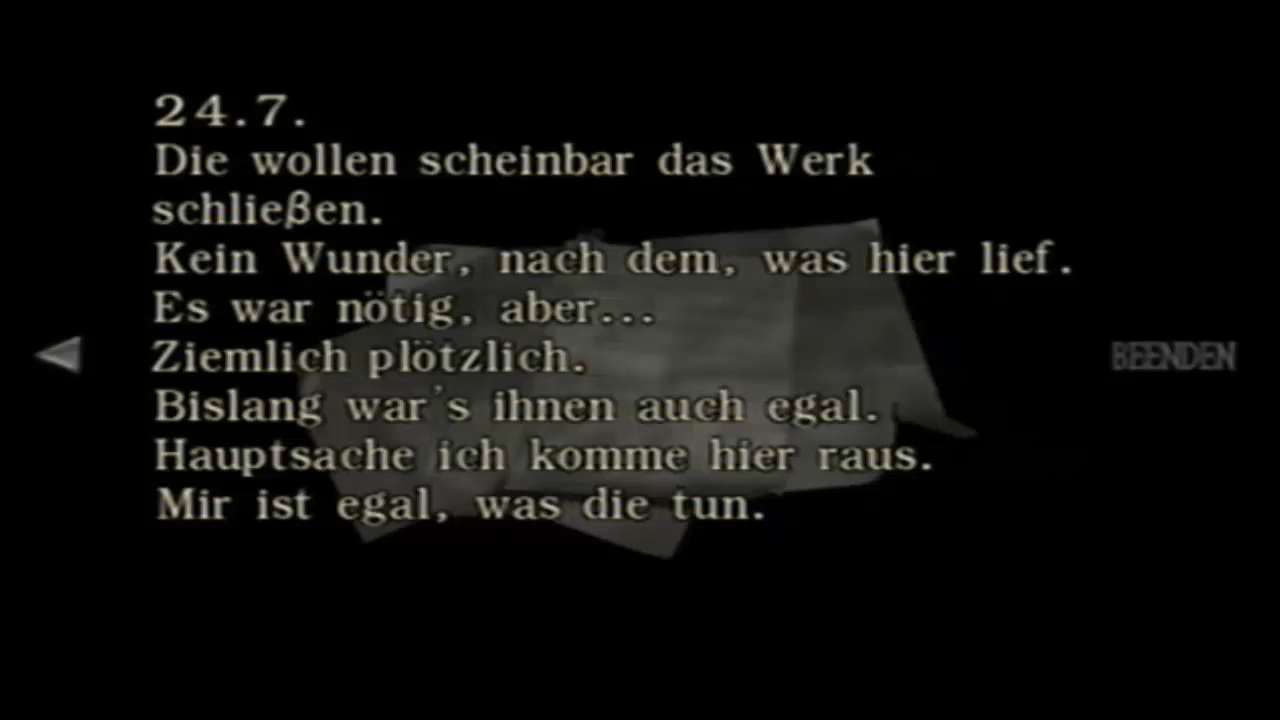 24.7.
Die wollen scheinbar das Werk
schließen.
Kein Wunder, nach dem, was hier lief.
Es war nötig, aber...
Ziemlich plötzlich.
BEENDEN
Bislang war's ihnen auch egal.
Hauptsache ich komme hier raus.
Mir ist egal, was die tun.